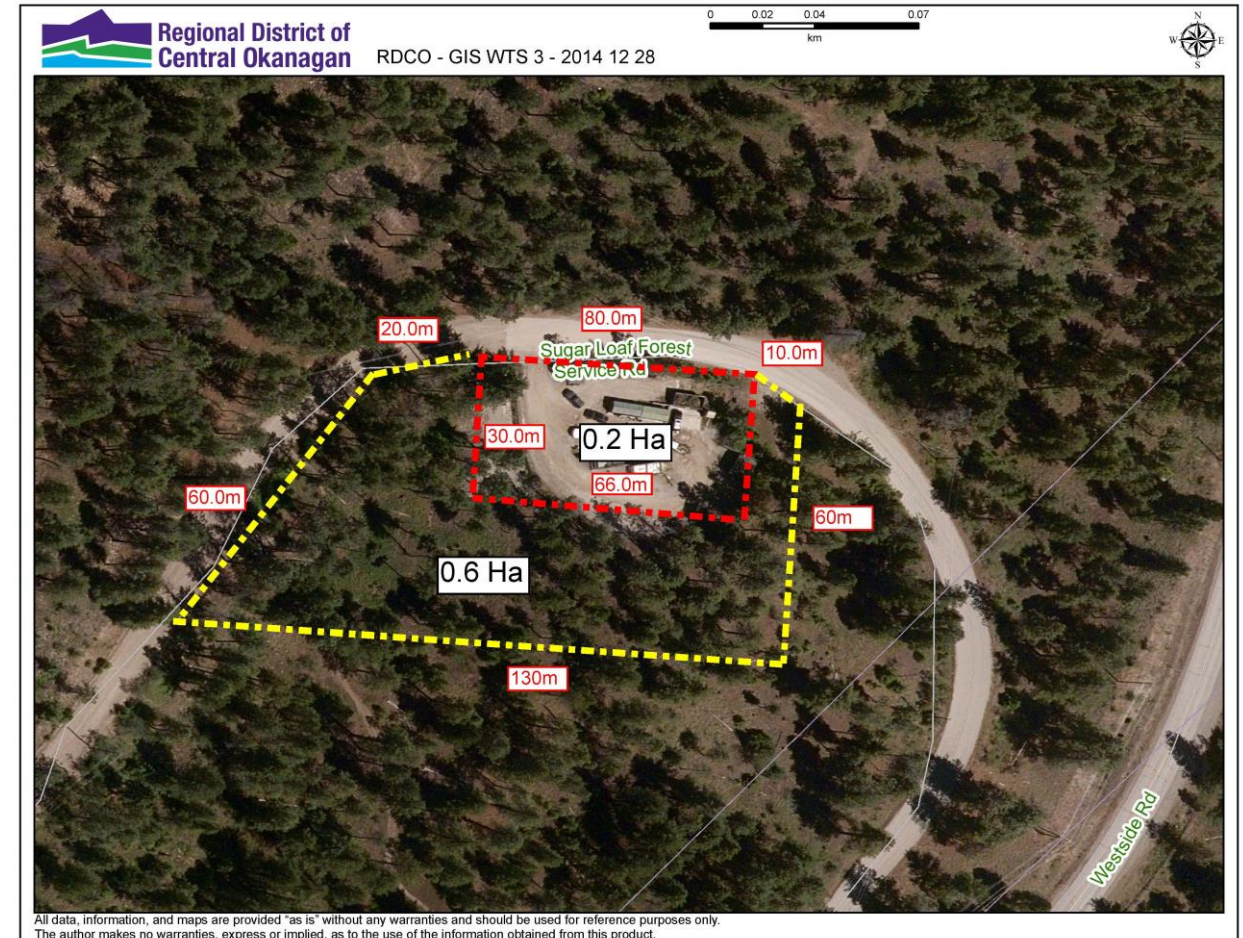 Regional District of
Central Okanagan
RDCO - GIS WTS 3 - 2014 12 28
0 0.02 0.04 0.07
km
N
W E
S
20.0m
80.0m
10.0m
Sugar Loaf Forest
Service Rd
30.0m
0.2 Ha
66.0m
60.0m
60m
0.6 Ha
130m
Westside Rd
All data, information, and maps are provided "as is" without any warranties and should be used for reference purposes only.
The author makes no warranties, express or implied, as to the use of the information obtained from this product.